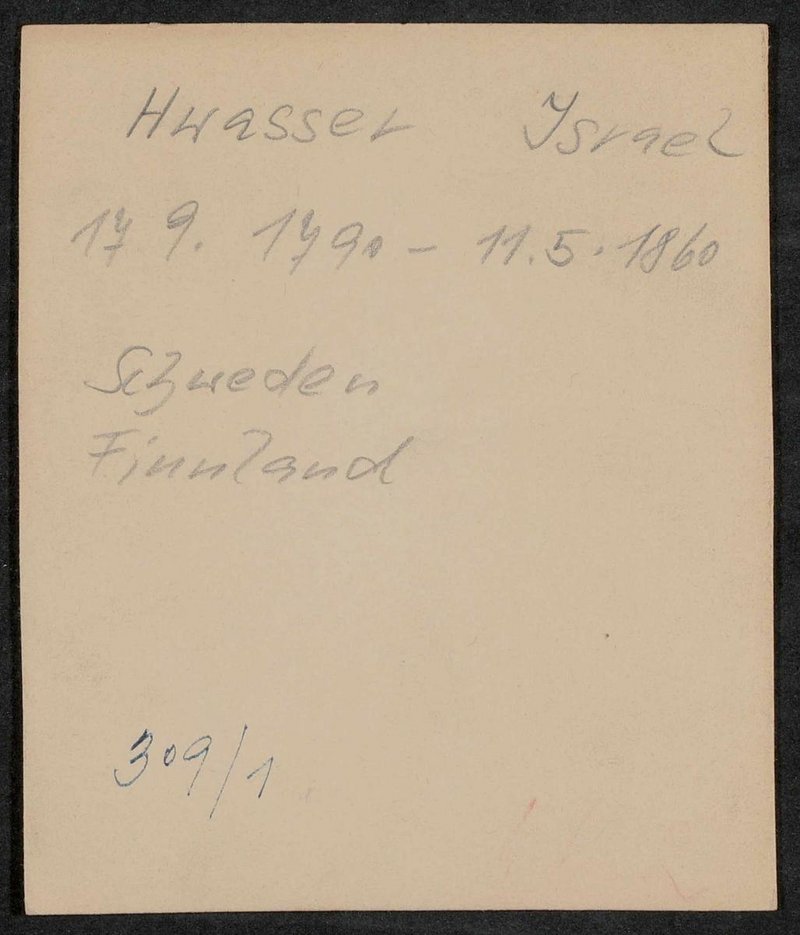 Hwasser Israel
17 9. 1790 - 11.5.1860
Schweden
Finnland
309/1